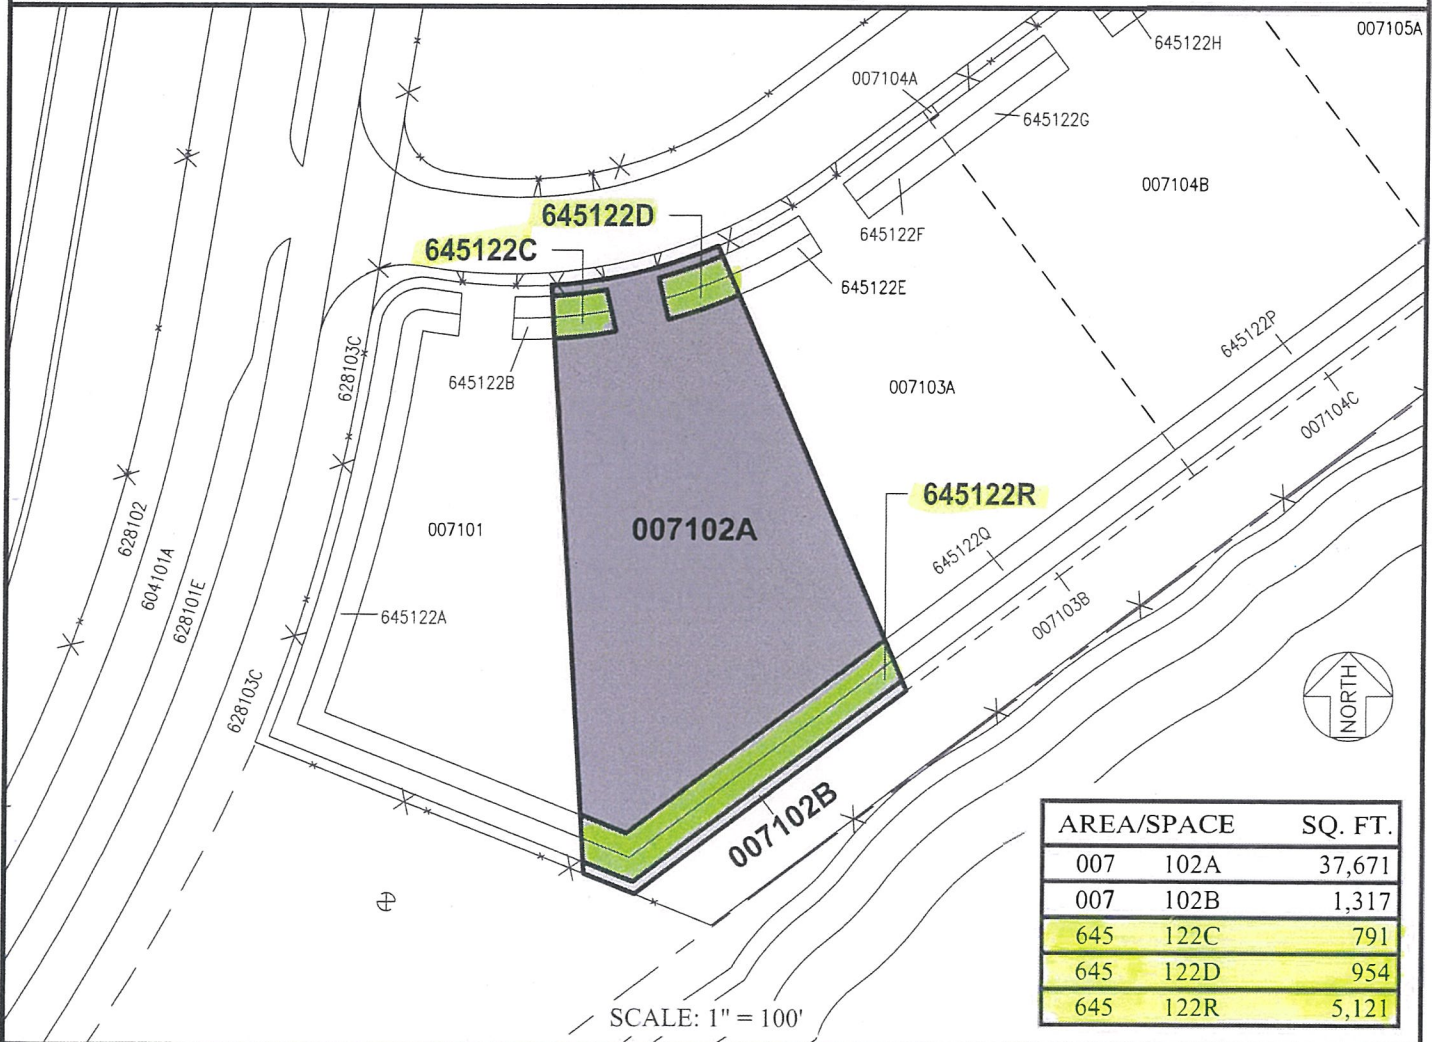 007105A
645122H
007104A
645122G
007104B
645122D
645122F
645122C
645122E
645122P
628103C
645122B
007103A
007104C
645122R
628102
007101
007102A
645122Q
604101A
628101E
007103B
645122A
628103C
NORTH
007102B
AREA/SPACE SQ. FT.
007 102A 37,671
007 102B 1,317
645 122C 791
645 122D 954
645 122R 5,121
SCALE: 1" = 100'